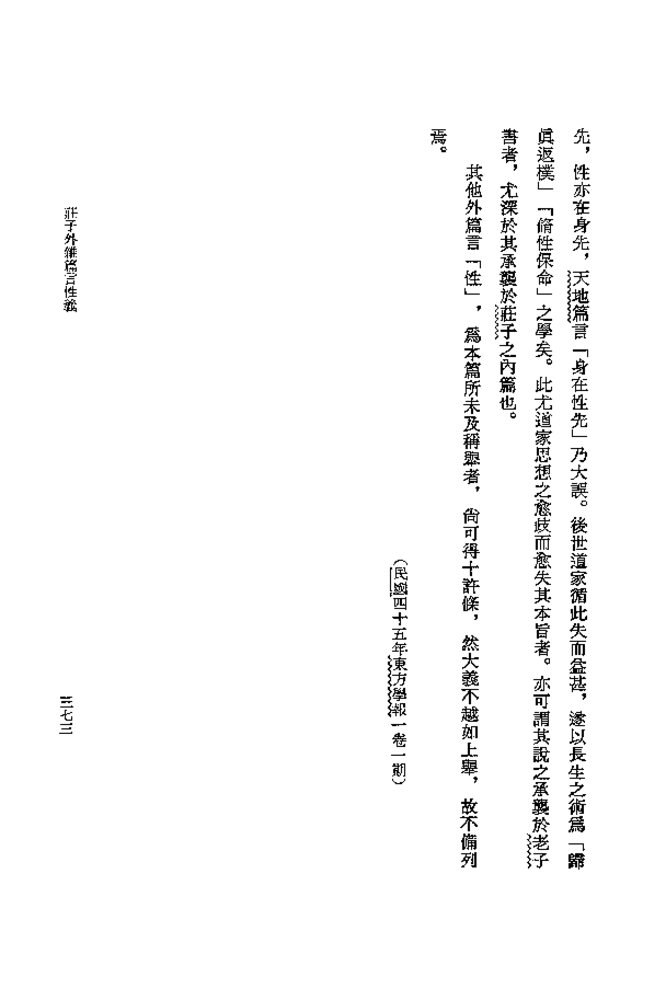 先，性亦在身先，天地篇言「身在性先」乃大誤。後世道家循此失而益甚，遂以長生之術爲「歸
眞返樸」「脩性保命」之學矣。此尤道家思想之愈歧而愈失其本旨者。亦可謂其說之承襲於老子
書者，尤深於其承襲於莊子之內篇也。
其他外篇言「性」，爲本篇所未及稱舉者，尙可得十許條，然大義不越如上舉，故不備列
焉。
（民國四十五年東方學報一卷一期）
莊子外雜篇言性義
三七三